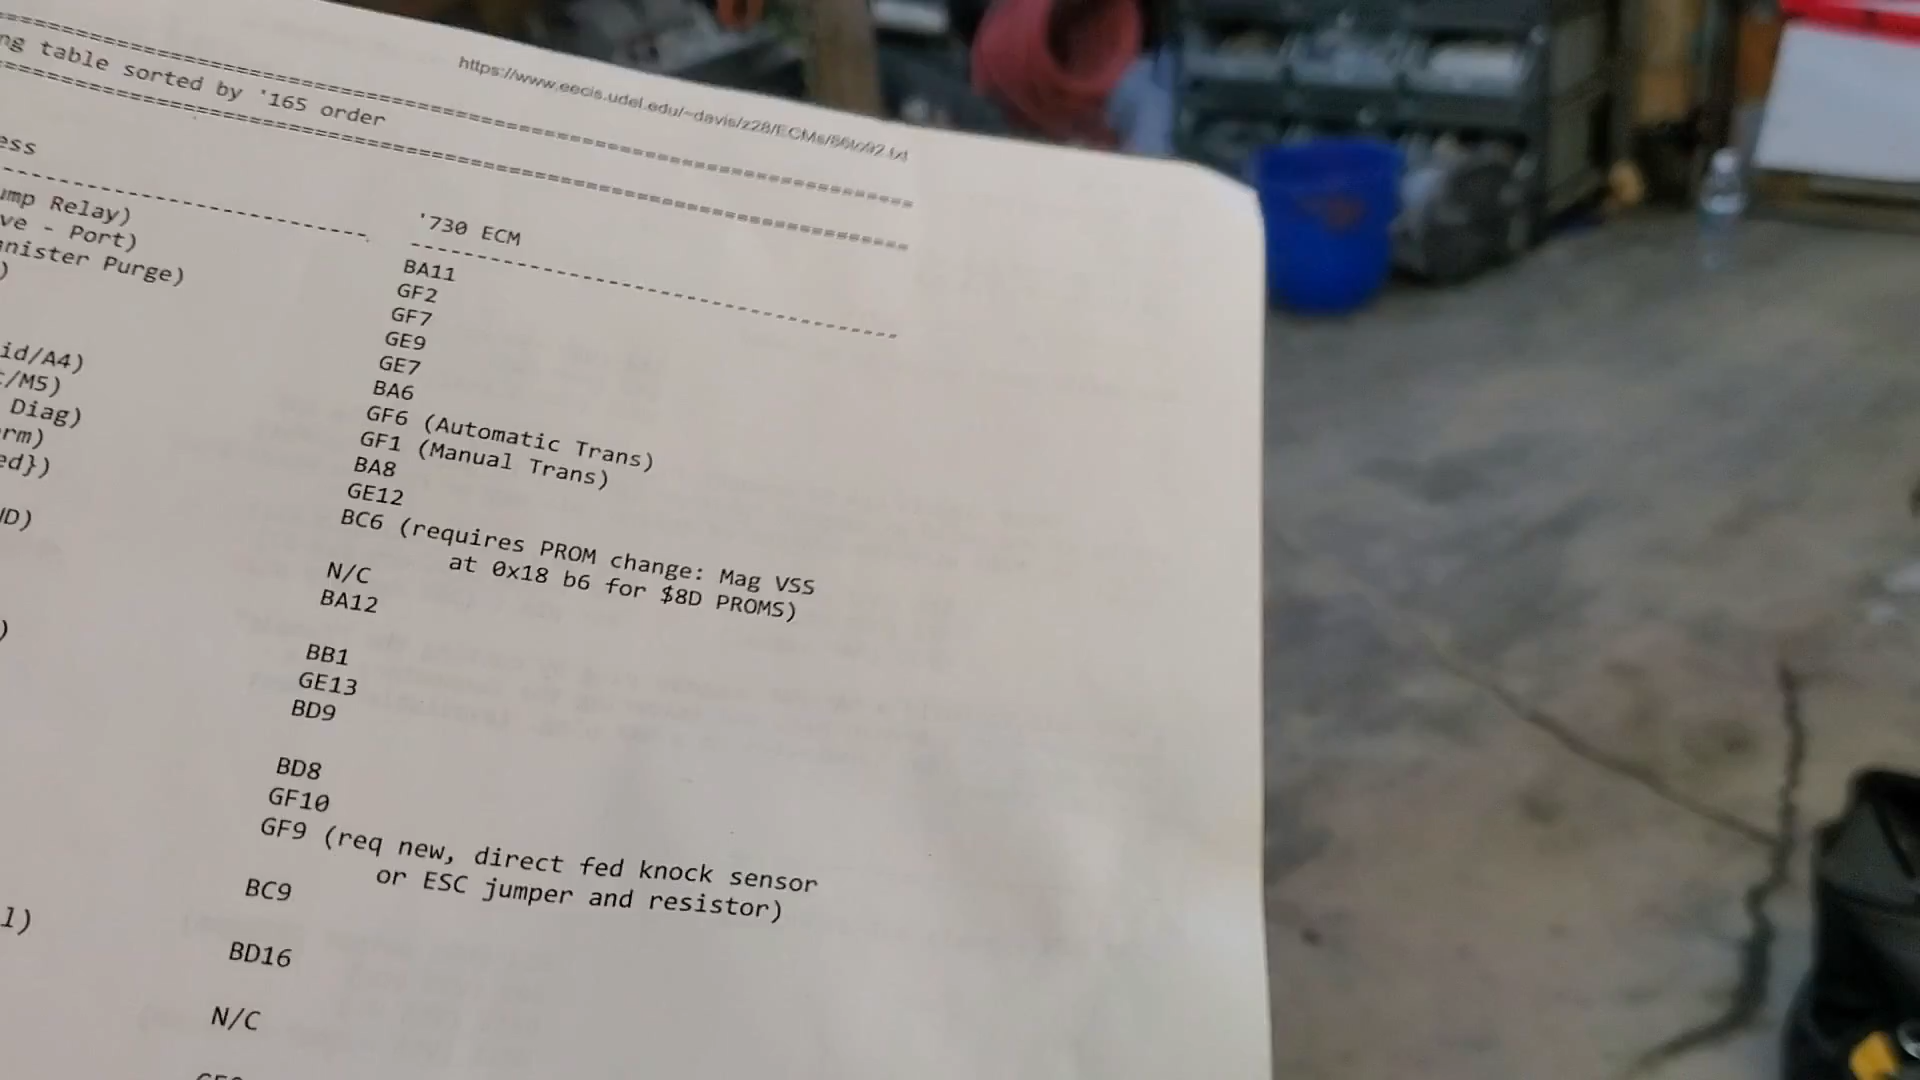 https://www.eecis.udel.edu/~davis/z28/ECMs/86to92.txt
================================================
ng table sorted by '165 order
================================================
ess
'730 ECM
ump Relay)
BA11
ve - Port)
GF2
nister Purge)
GF7
)
GE9
GE7
BA6
id/A4)
GF6 (Automatic Trans)
/M5)
GF1 (Manual Trans)
Diag)
BA8
rm)
GE12
ed})
BC6 (requires PROM change: Mag VSS
at 0x18 b6 for $8D PROMS)
ND)
N/C
BA12
)
BB1
GE13
BD9
BD8
GF10
GF9 (req new, direct fed knock sensor
or ESC jumper and resistor)
l)
BC9
BD16
N/C